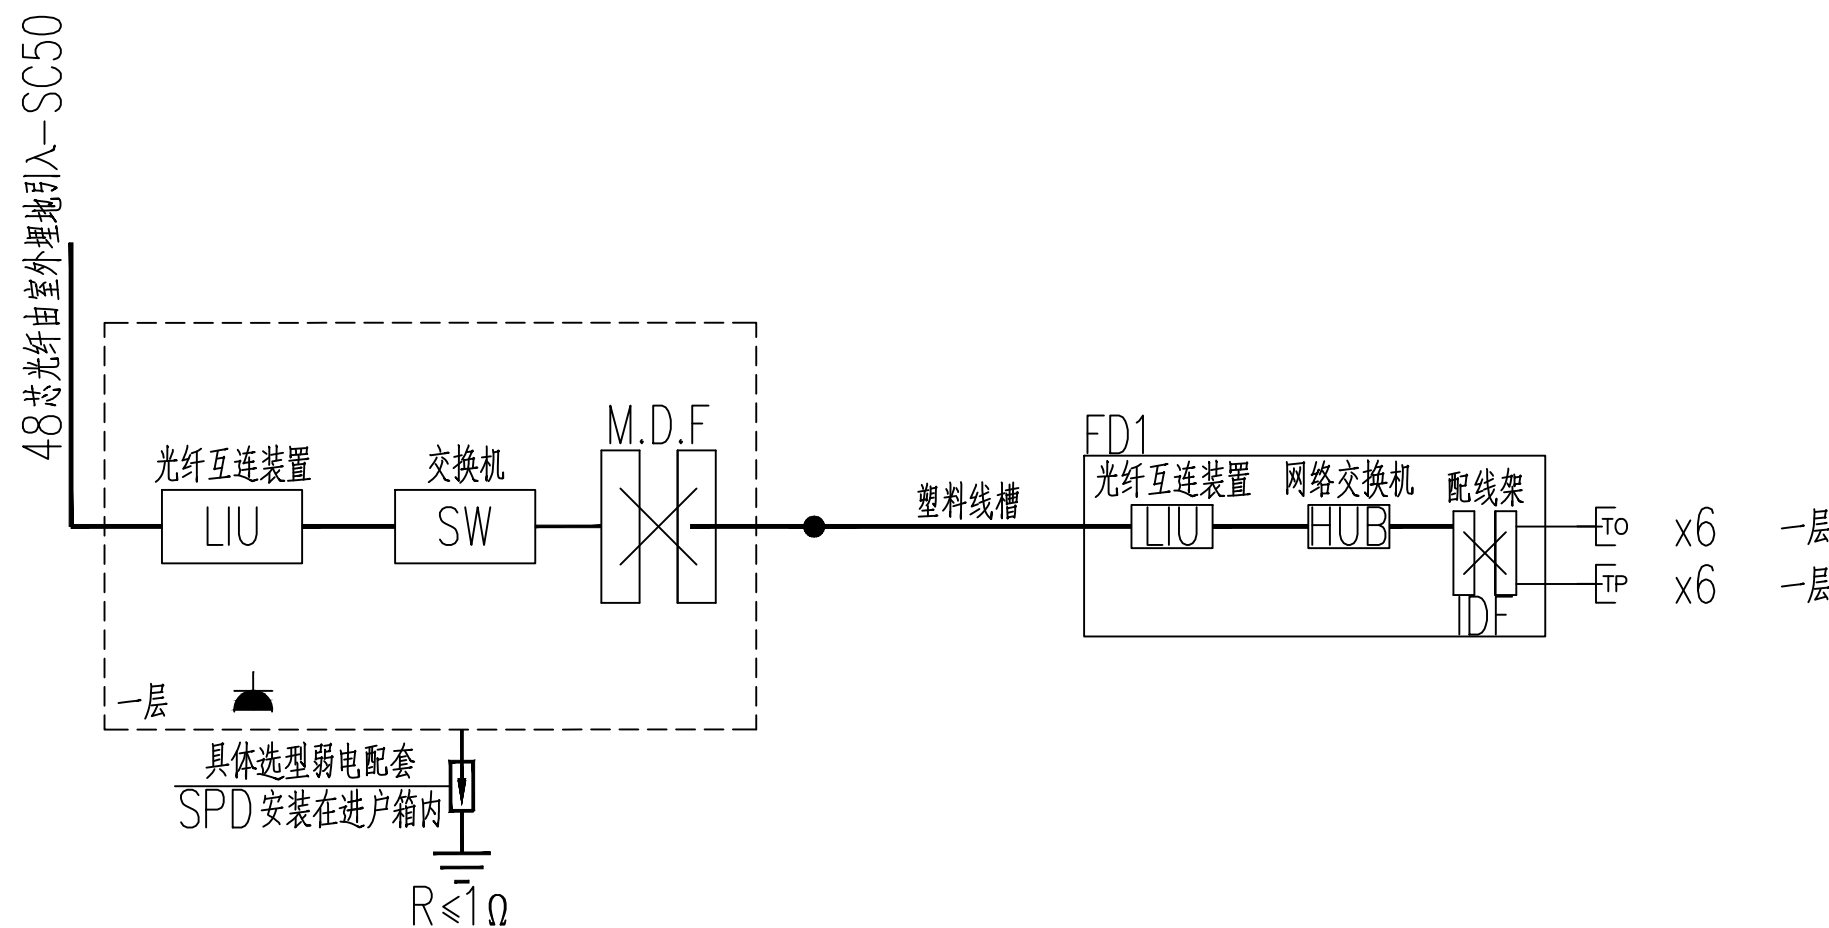 48芯光纤由室外埋地引入-SC50
M.D.F
光纤互连装置
交换机
LIU
SW
一层
具体选型弱电配套
SPD安装在进户箱内
R≤1Ω
塑料线槽
FD1
光纤互连装置
网络交换机
配线架
LIU
HUB
IDF
TO x6 一层
TP x6 一层